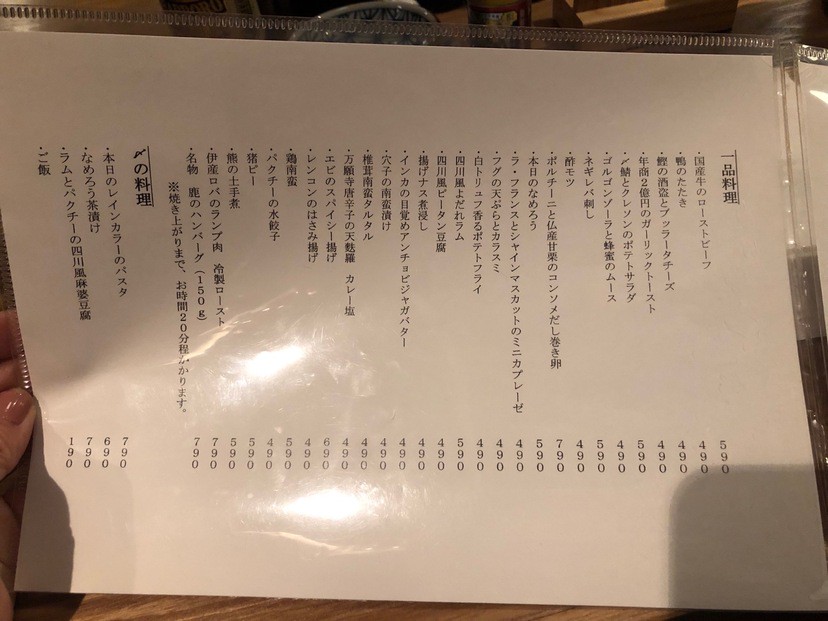 一品料理
・国産牛のローストビーフ 590
・鴨のたたき 490
・鰹の酒盗とブッラータチーズ 490
・年商2億円のガーリックトースト 490
・〆鯖とクレソンのポテトサラダ 590
・ゴルゴンゾーラと蜂蜜のムース 490
・ネギレバ刺し 590
・酢モツ 490
・ポルチーニと仏産甘栗のコンソメだし巻き卵 790
・本日のなめろう 590
・ラ・フランスとシャインマスカットのミニカプレーゼ 490
・フグの天ぷらとカラスミ 490
・白トリュフ香るポテトフライ 490
・四川風よだれラム 590
・四川風ピータン豆腐 490
・揚げナス煮浸し 490
・インカの目覚めアンチョビジャガバター 490
・穴子の南蛮漬け 490
・椎茸南蛮タルタル 490
・万願寺唐辛子の天麩羅 カレー塩 490
・エビのスパイシー揚げ 690
・レンコンのはさみ揚げ 490
・鶏南蛮 590
・パクチーの水餃子 490
・猪ビー 590
・熊の土手煮 590
・伊産ロバのランプ肉 冷製ロースト 790
・名物 鹿のハンバーグ(150g) 790
※焼き上がりまで、お時間20分程かかります。
〆の料理
・本日のレインカラーのパスタ 790
・なめろう茶漬け 690
・ラムとパクチーの四川風麻婆豆腐 790
・ご飯 190